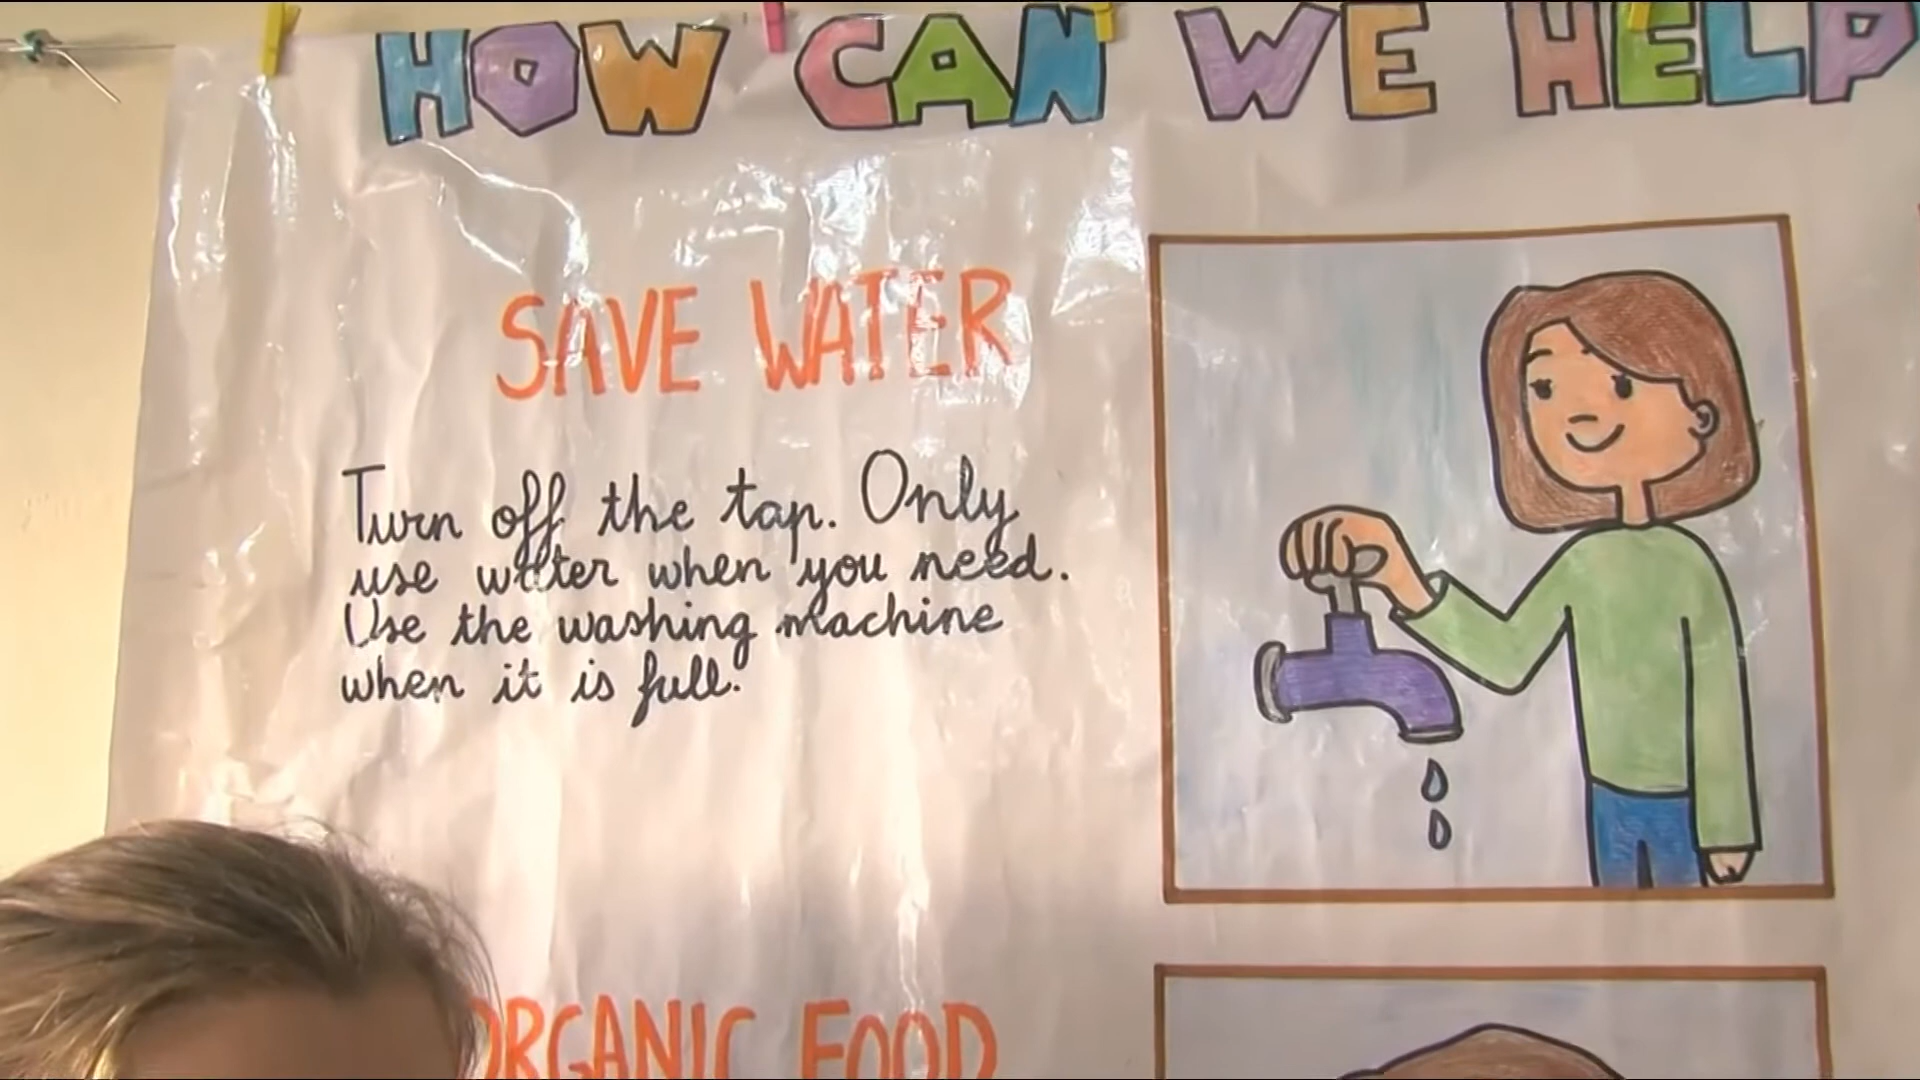 HOW CAN WE HELP
SAVE WATER
Turn off the tap. Only
use water when you need.
Use the washing machine
when it is full.
ORGANIC FOOD